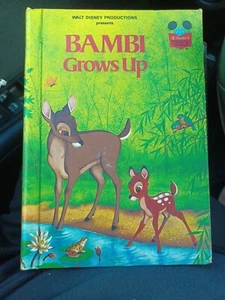 WALT DISNEY PRODUCTIONS
presents
BAMBI
Grows Up